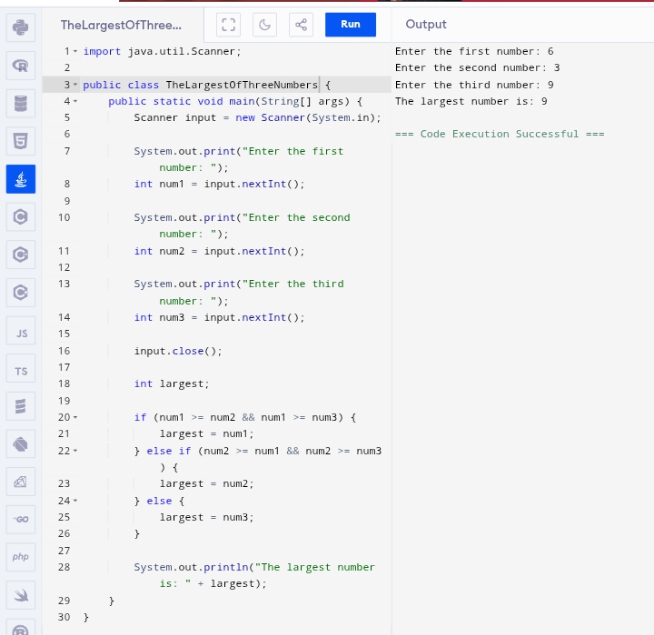 TheLargestOfThree...
Run
Output
1 import java.util.Scanner;
2
3 public class TheLargestOfThreeNumbers {
4 public static void main(String[] args) {
5 Scanner input = new Scanner(System.in);
6
7 System.out.print("Enter the first
number: ");
8 int num1 = input.nextInt();
9
10 System.out.print("Enter the second
number: ");
11 int num2 = input.nextInt();
12
13 System.out.print("Enter the third
number: ");
14 int num3 = input.nextInt();
15
16 input.close();
17
18 int largest;
19
20 if (num1 >= num2 && num1 >= num3) {
21 largest = num1;
22 } else if (num2 >= num1 && num2 >= num3
) {
23 largest = num2;
24 } else {
25 largest = num3;
26 }
27
28 System.out.println("The largest number
is: " + largest);
29 }
30 }
Enter the first number: 6
Enter the second number: 3
Enter the third number: 9
The largest number is: 9
=== Code Execution Successful ===
JS
TS
GO
php